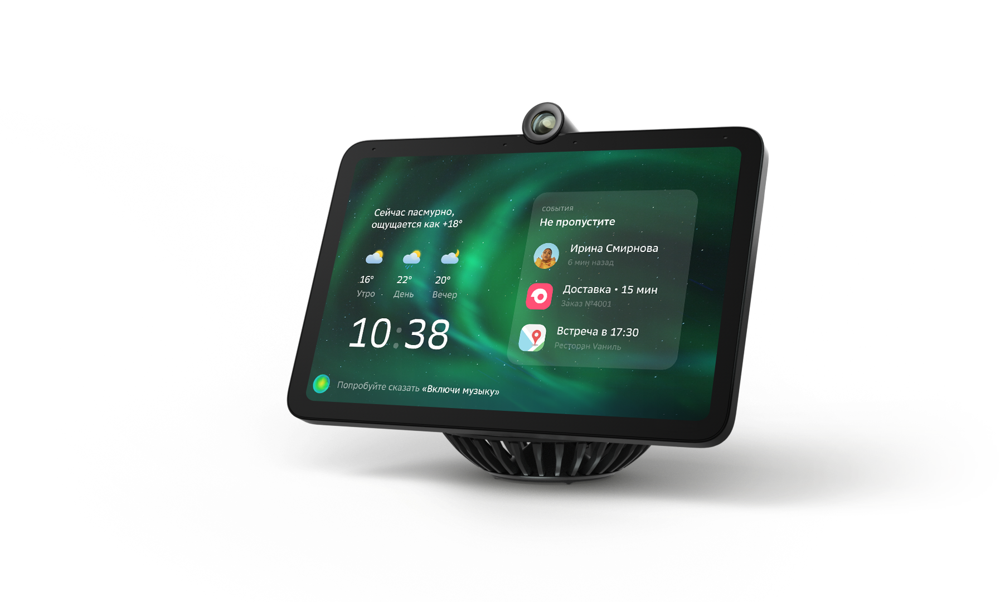 Сейчас пасмурно,
ощущается как +18°
16° 22° 20°
Утро День Вечер
10:38
Попробуйте сказать «Включи музыку»
СОБЫТИЯ
Не пропустите
Ирина Смирнова
6 мин назад
Доставка • 15 мин
Заказ №4001
Встреча в 17:30
Ресторан Vаниль